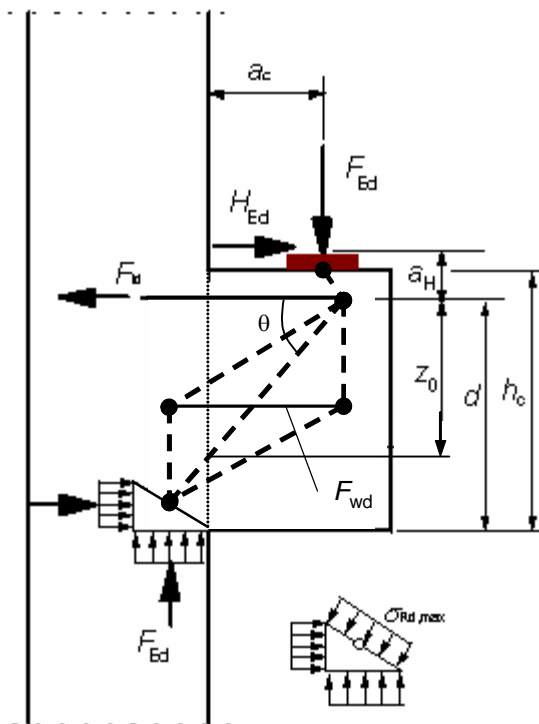 a_c
F_Ed
H_Ed
F_td
a_H
θ
z_0
d
h_c
F_wd
σ_Rd,max
F_Ed